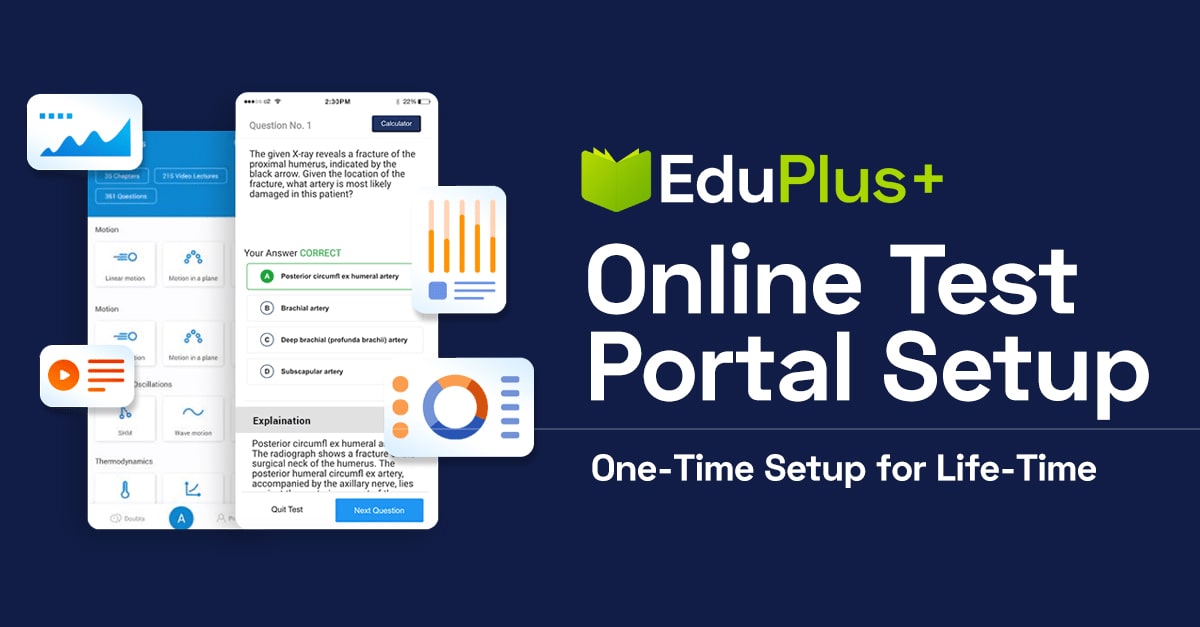 35 Chapters
215 Video Lectures
361 Questions
Motion
Linear motion
Motion in a plane
Motion
Motion in a plane
Oscillations
SHM
Wave motion
Thermodynamics
Doubts
A
2:30PM
22%
Question No. 1
Calculator
The given X-ray reveals a fracture of the
proximal humerus, indicated by the
black arrow. Given the location of the
fracture, what artery is most likely
damaged in this patient?
Your Answer CORRECT
A Posterior circumfl ex humeral artery
B Brachial artery
C Deep brachial (profunda brachii) artery
D Subscapular artery
Explaination
Posterior circumfl ex humeral
The radiograph shows a fracture
surgical neck of the humerus. The
posterior humeral circumfl ex artery,
accompanied by the axillary nerve, lies
Quit Test
Next Question
EduPlus+
Online Test
Portal Setup
One-Time Setup for Life-Time